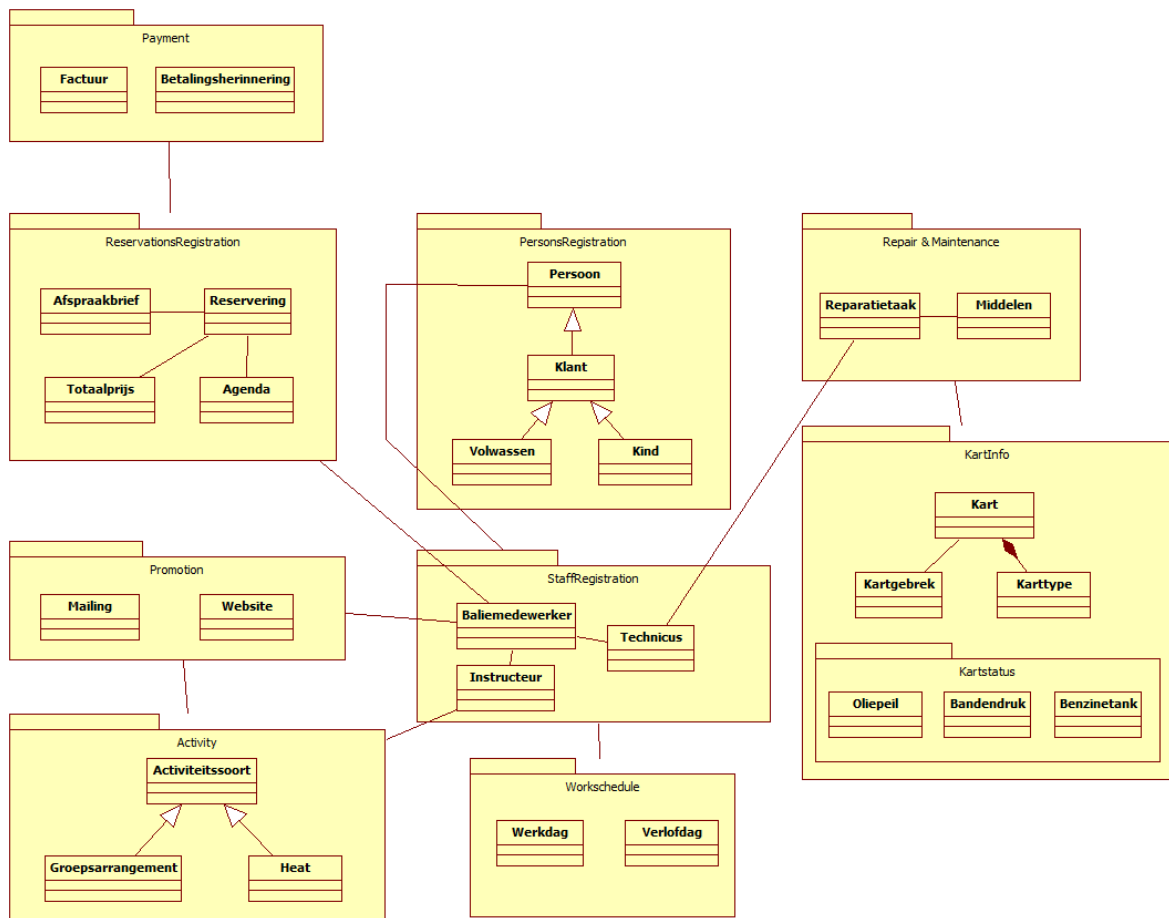 Payment
Factuur
Betalingsherinnering
ReservationsRegistration
Afspraakbrief
Reservering
Totaalprijs
Agenda
PersonsRegistration
Persoon
Klant
Volwassen
Kind
Repair & Maintenance
Reparatietaak
Middelen
KartInfo
Kart
Kartgebrek
Karttype
Kartstatus
Oliepeil
Bandendruk
Benzinetank
Promotion
Mailing
Website
StaffRegistration
Baliemedewerker
Technicus
Instructeur
Activity
Activiteitssoort
Groepsarrangement
Heat
Workschedule
Werkdag
Verlofdag